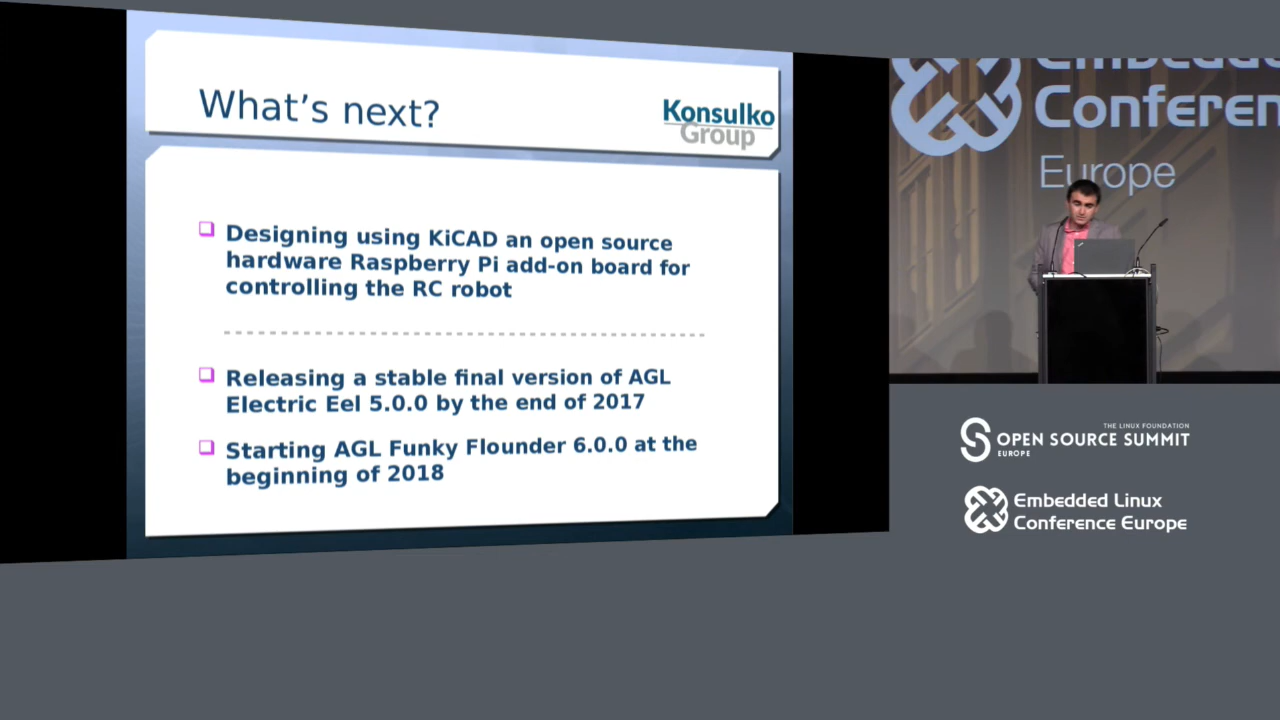 What's next?
Konsulko
Group
Designing using KiCAD an open source
hardware Raspberry Pi add-on board for
controlling the RC robot
Releasing a stable final version of AGL
Electric Eel 5.0.0 by the end of 2017
Starting AGL Funky Flounder 6.0.0 at the
beginning of 2018
Embedded
Conferen
Europe
THE LINUX FOUNDATION
OPEN SOURCE SUMMIT
EUROPE
Embedded Linux
Conference Europe